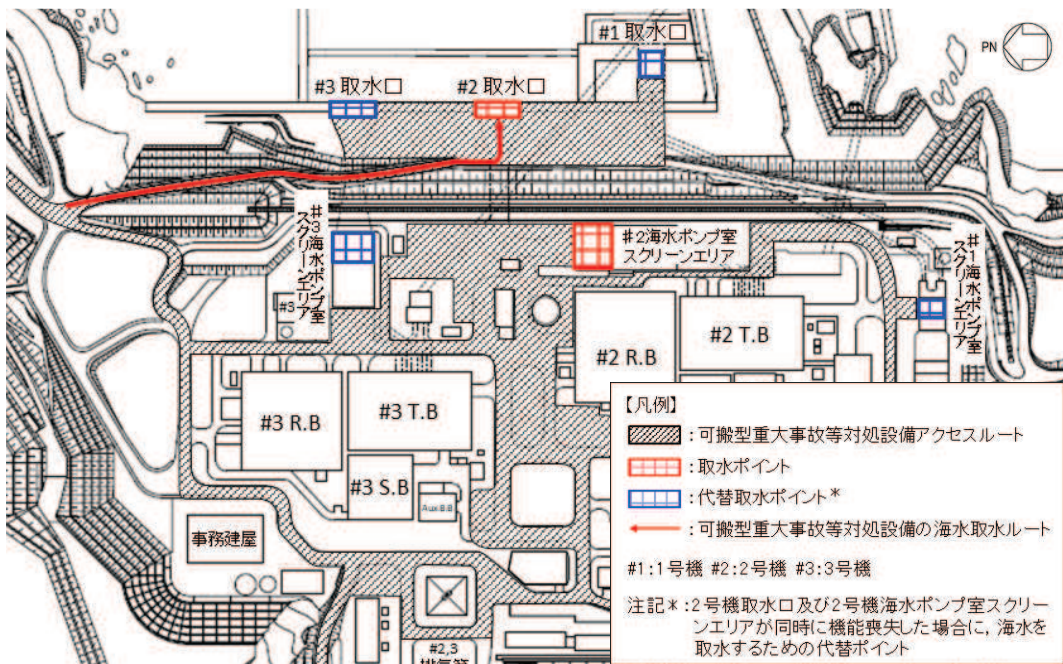 #1 取水口
PN
#3 取水口
#2 取水口
#3海水ポンプ室
スクリーンエリア
#2海水ポンプ室
スクリーンエリア
#1海水ポンプ室
スクリーンエリア
#3
#2 R.B
#2 T.B
#3 R.B
#3 T.B
#3 S.B
Aux B.B
事務建屋
#2,3
【凡例】
:可搬型重大事故等対処設備アクセスルート
:取水ポイント
:代替取水ポイント*
:可搬型重大事故等対処設備の海水取水ルート
#1:1号機 #2:2号機 #3:3号機
注記*:2号機取水口及び2号機海水ポンプ室スクリー
ンエリアが同時に機能喪失した場合に, 海水を
取水するための代替ポイント